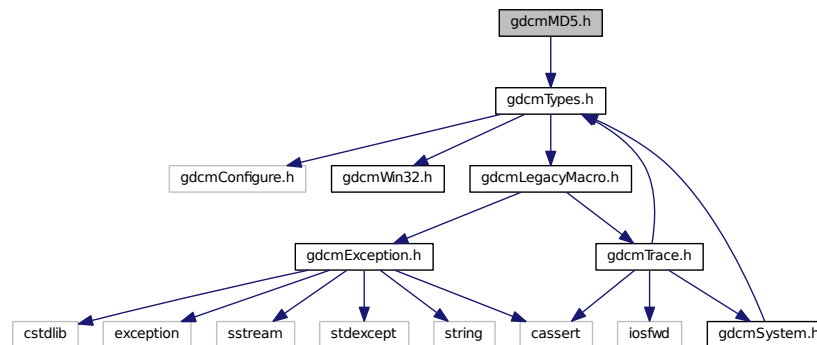 gdcmMD5.h
gdcmTypes.h
gdcmConfigure.h
gdcmWin32.h
gdcmLegacyMacro.h
gdcmException.h
gdcmTrace.h
cstdlib
exception
sstream
stdexcept
string
cassert
iosfwd
gdcmSystem.h